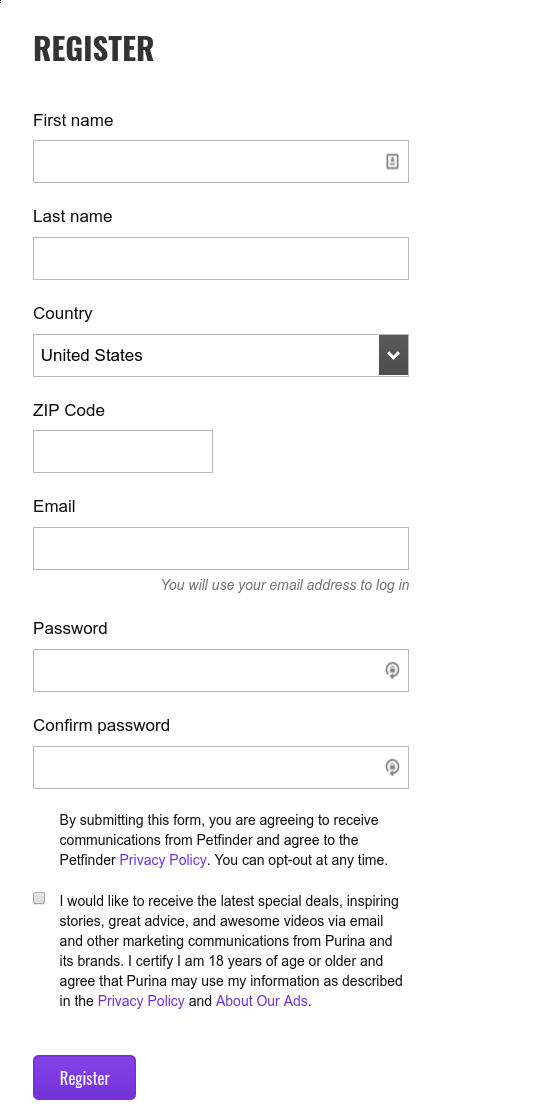 REGISTER
First name
Last name
Country
United States
ZIP Code
Email
You will use your email address to log in
Password
Confirm password
By submitting this form, you are agreeing to receive
communications from Petfinder and agree to the
Petfinder Privacy Policy. You can opt-out at any time.
I would like to receive the latest special deals, inspiring
stories, great advice, and awesome videos via email
and other marketing communications from Purina and
its brands. I certify I am 18 years of age or older and
agree that Purina may use my information as described
in the Privacy Policy and About Our Ads.
Register